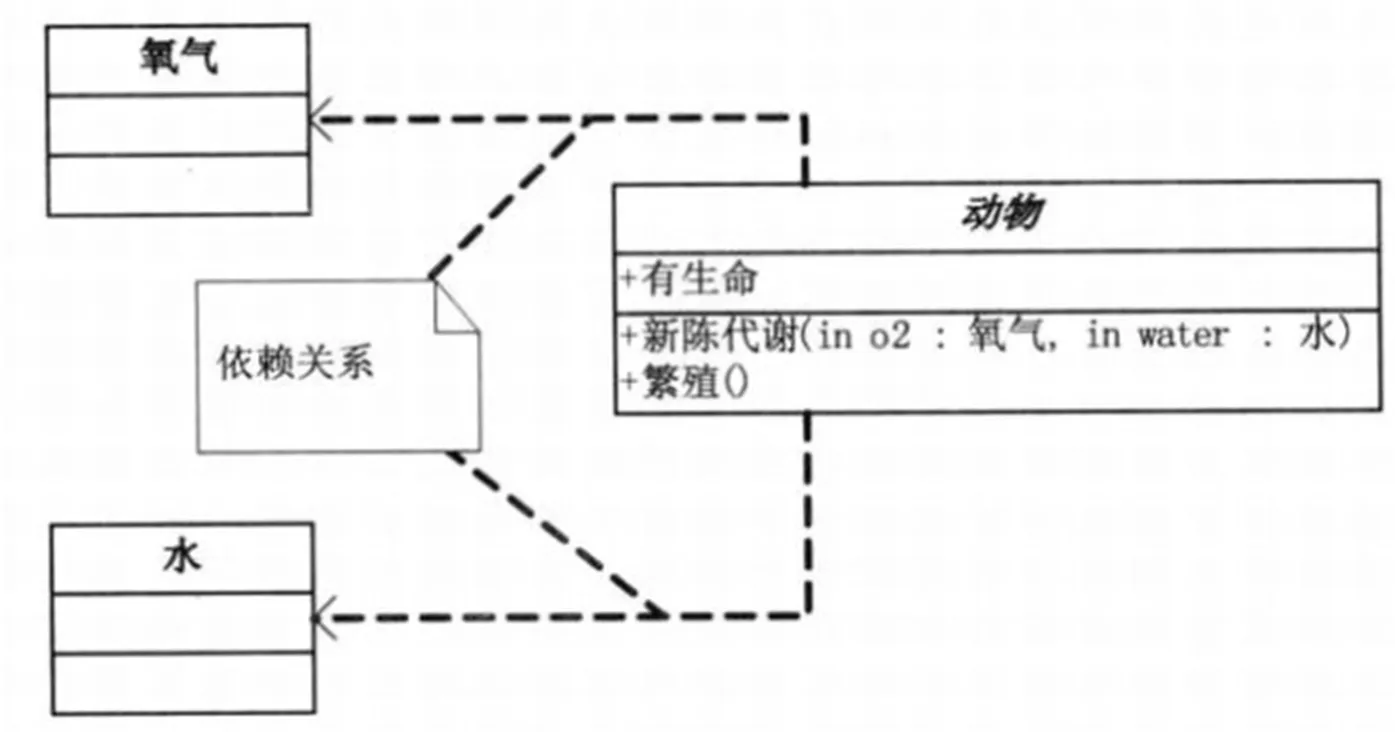 氧气
动物
+有生命
+新陈代谢(in o2 : 氧气, in water : 水)
+繁殖()
依赖关系
水